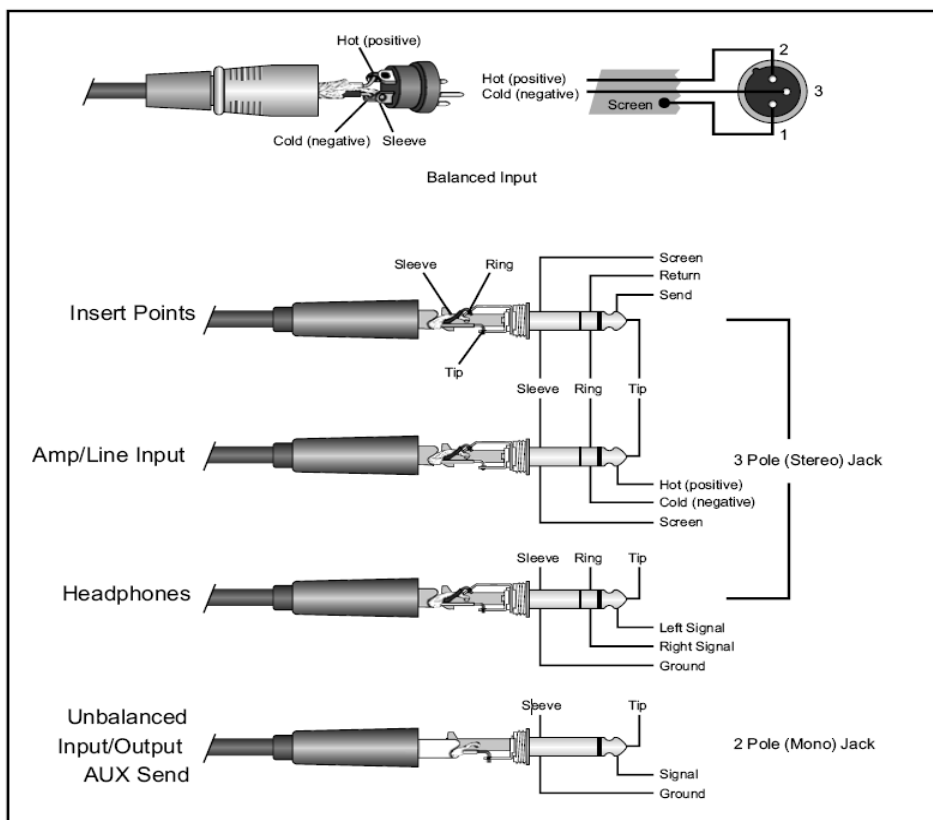 Hot (positive)
Cold (negative)
Sleeve
Hot (positive)
Cold (negative)
Screen
2
3
1
Balanced Input
Insert Points
Sleeve
Ring
Tip
Screen
Return
Send
Sleeve
Ring
Tip
Amp/Line Input
Hot (positive)
Cold (negative)
Screen
3 Pole (Stereo) Jack
Headphones
Sleeve
Ring
Tip
Left Signal
Right Signal
Ground
Unbalanced
Input/Output
AUX Send
Sleeve
Tip
Signal
Ground
2 Pole (Mono) Jack